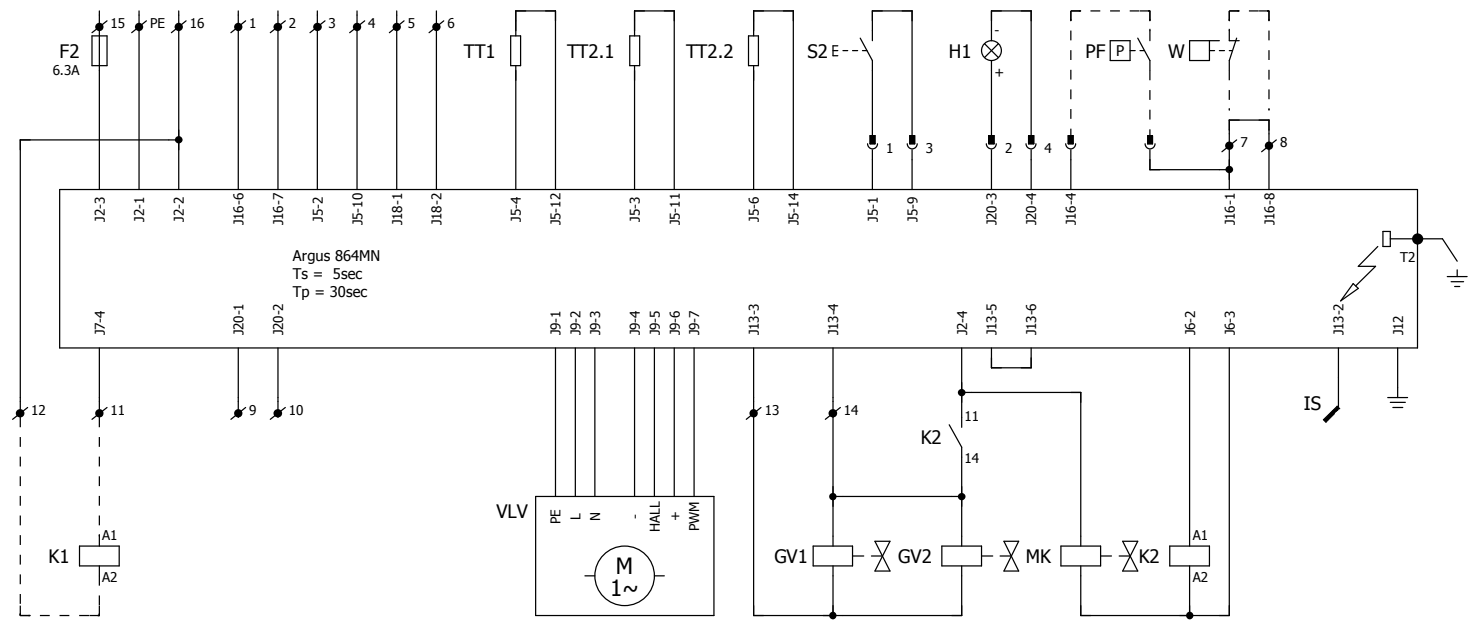 15
PE
16
1
2
3
4
5
6
F2
6.3A
TT1
TT2.1
TT2.2
S2
H1
-
+
PF
P
W
1
3
2
4
7
8
J2-3
J2-1
J2-2
J16-6
J16-7
J5-2
J5-10
J18-1
J18-2
J5-4
J5-12
J5-3
J5-11
J5-6
J5-14
J5-1
J5-9
J20-3
J20-4
J16-4
J16-1
J16-8
Argus 864MN
Ts = 5sec
Tp = 30sec
T2
J7-4
J20-1
J20-2
J9-1
J9-2
J9-3
J9-4
J9-5
J9-6
J9-7
J13-3
J13-4
J2-4
J13-5
J13-6
J6-2
J6-3
J13-2
J12
12
11
9
10
13
14
11
K2
14
IS
VLV
PE
L
N
-
HALL
+
PWM
M
1~
K1
A1
A2
GV1
GV2
MK
K2
A1
A2